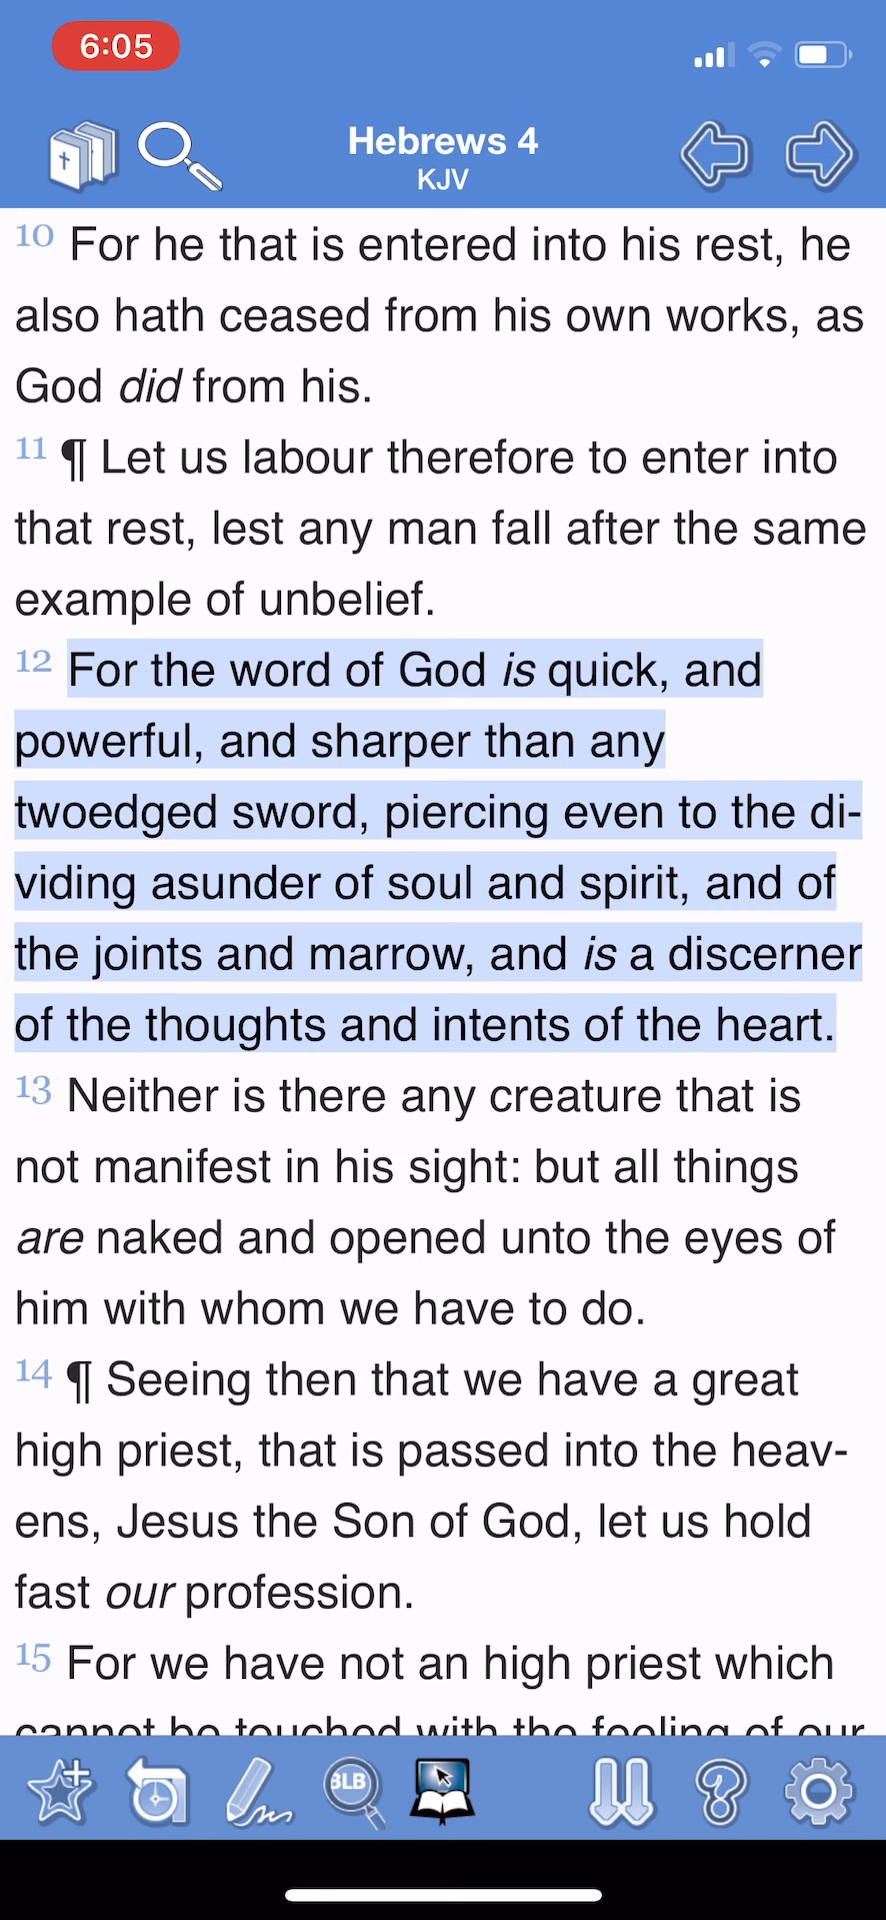 6:05
Hebrews 4
KJV
10 For he that is entered into his rest, he
also hath ceased from his own works, as
God did from his.
11 ¶ Let us labour therefore to enter into
that rest, lest any man fall after the same
example of unbelief.
12 For the word of God is quick, and
powerful, and sharper than any
twoedged sword, piercing even to the di-
viding asunder of soul and spirit, and of
the joints and marrow, and is a discerner
of the thoughts and intents of the heart.
13 Neither is there any creature that is
not manifest in his sight: but all things
are naked and opened unto the eyes of
him with whom we have to do.
14 ¶ Seeing then that we have a great
high priest, that is passed into the heav-
ens, Jesus the Son of God, let us hold
fast our profession.
15 For we have not an high priest which
cannot be touched with the feeling of our
BLB